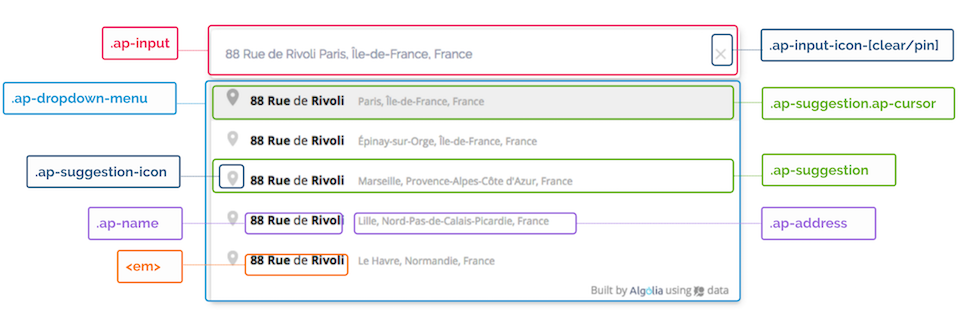 .ap-input
88 Rue de Rivoli Paris, Île-de-France, France
.ap-input-icon-[clear/pin]
.ap-dropdown-menu
88 Rue de Rivoli Paris, Île-de-France, France
.ap-suggestion.ap-cursor
88 Rue de Rivoli Épinay-sur-Orge, Île-de-France, France
.ap-suggestion-icon
88 Rue de Rivoli Marseille, Provence-Alpes-Côte d'Azur, France
.ap-suggestion
.ap-name
88 Rue de Rivoli Lille, Nord-Pas-de-Calais-Picardie, France
.ap-address
<em>
88 Rue de Rivoli Le Havre, Normandie, France
Built by Algolia using data